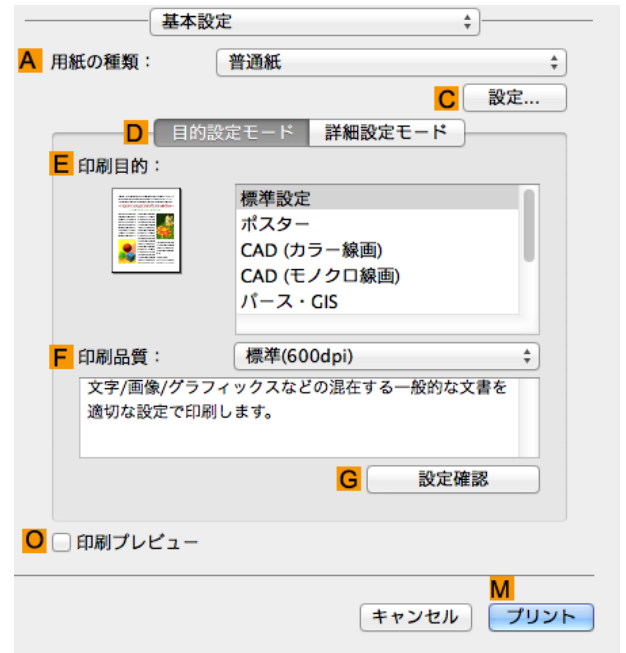 基本設定
A 用紙の種類： 普通紙
C 設定...
D 目的設定モード 詳細設定モード
E 印刷目的：
標準設定
ポスター
CAD (カラー線画)
CAD (モノクロ線画)
パース・GIS
F 印刷品質： 標準(600dpi)
文字/画像/グラフィックスなどの混在する一般的な文書を
適切な設定で印刷します。
G 設定確認
O 印刷プレビュー
M
キャンセル プリント